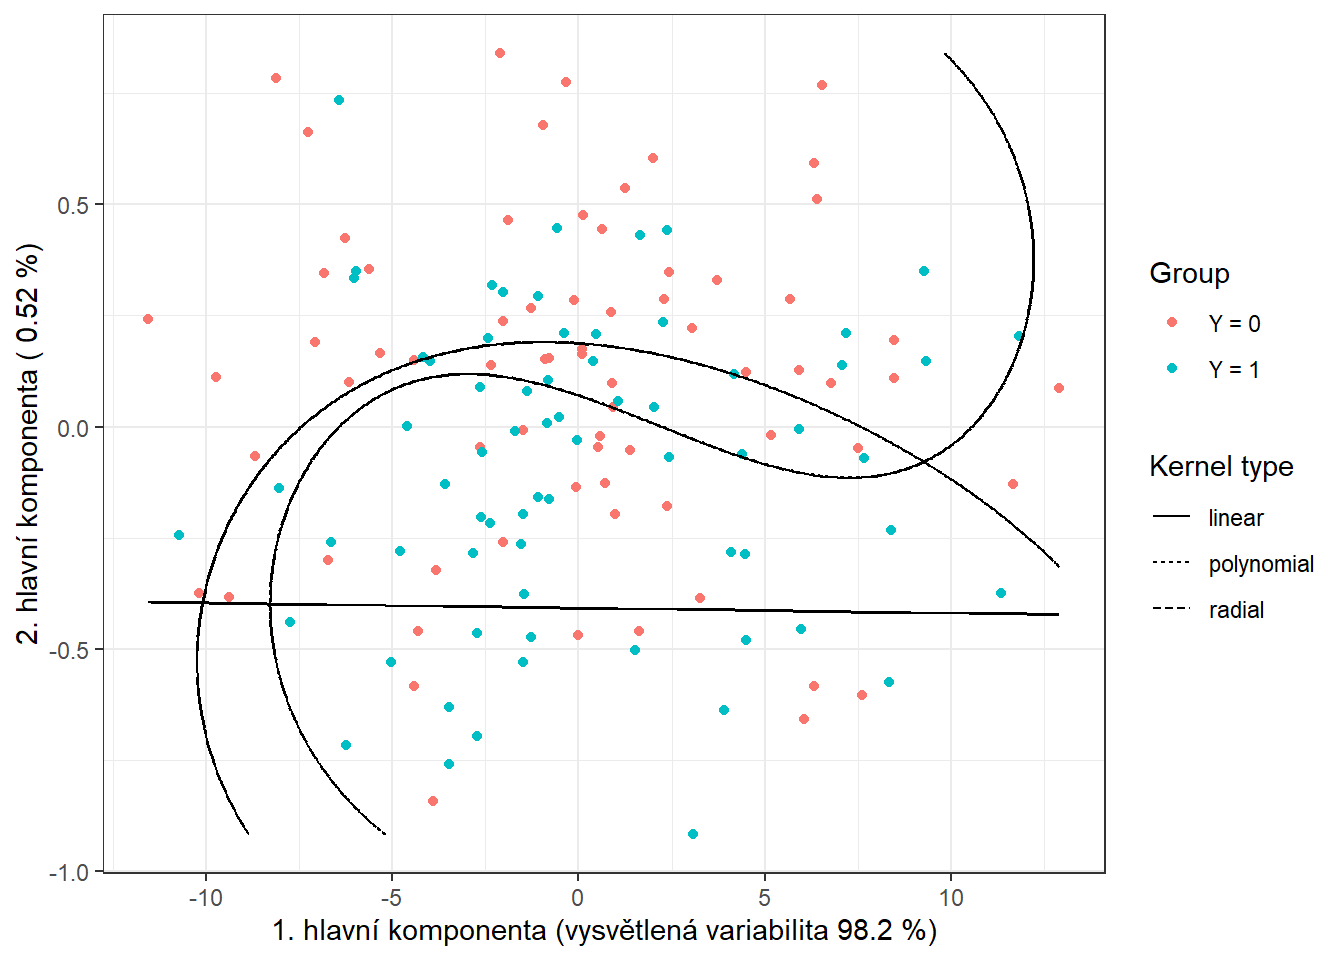 2. hlavní komponenta ( 0.52 %)
0.5
0.0
-0.5
-1.0
-10
-5
0
5
10
1. hlavní komponenta (vysvětlená variabilita 98.2 %)
Group
Y = 0
Y = 1
Kernel type
linear
polynomial
radial